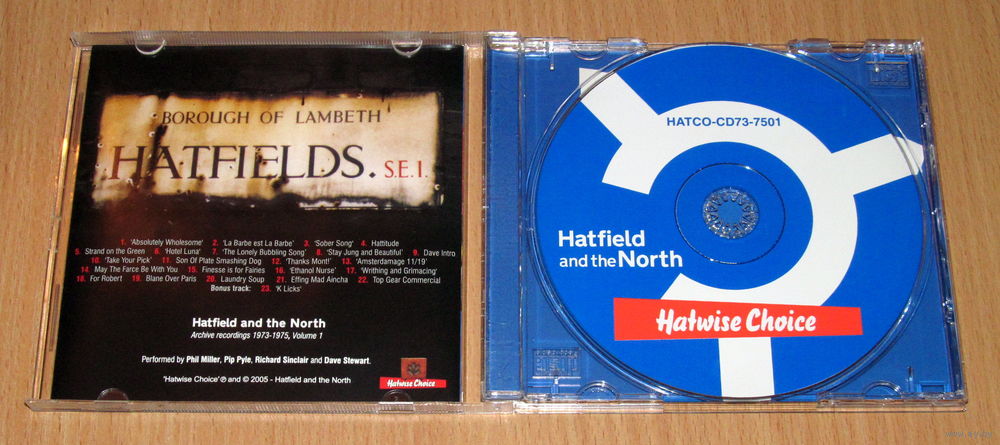 BOROUGH OF LAMBETH
HATFIELDS. S.E.1.
1. 'Absolutely Wholesome' 2. 'La Barbe est La Barbe' 3. 'Sober Song' 4. Hattitude
5. Strand on the Green 6. 'Hotel Luna' 7. 'The Lonely Bubbling Song' 8. 'Stay Jung and Beautiful' 9. Dave Intro
10. 'Take Your Pick' 11. Son Of Plate Smashing Dog 12. 'Thanks Mont!' 13. 'Amsterdamage 11/19'
14. May The Farce Be With You 15. Finesse is for Fairies 16. 'Ethanol Nurse' 17. 'Writhing and Grimacing'
18. For Robert 19. Blane Over Paris 20. Laundry Soup 21. Effing Mad Aincha 22. Top Gear Commercial
Bonus track: 23. 'K Licks'
Hatfield and the North
Archive recordings 1973-1975, Volume 1
Performed by Phil Miller, Pip Pyle, Richard Sinclair and Dave Stewart.
'Hatwise Choice' ℗ and © 2005 - Hatfield and the North
Hatwise Choice
HATCO-CD73-7501
Hatfield
and the North
Hatwise Choice